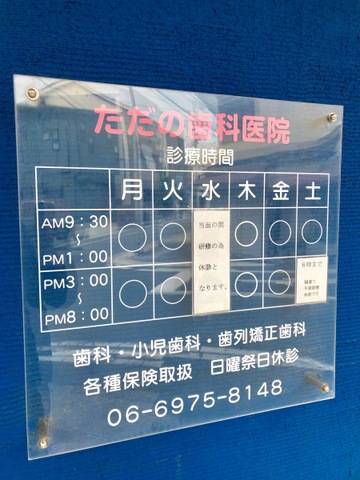 ただの歯科医院
診療時間
月 火 水 木 金 土
AM9:30
〜
PM1:00
PM3:00
〜
PM8:00
当面の間
研修の為
休診と
なります。
歯科・小児歯科・歯列矯正歯科
各種保険取扱 日曜祭日休診
06-6975-8148